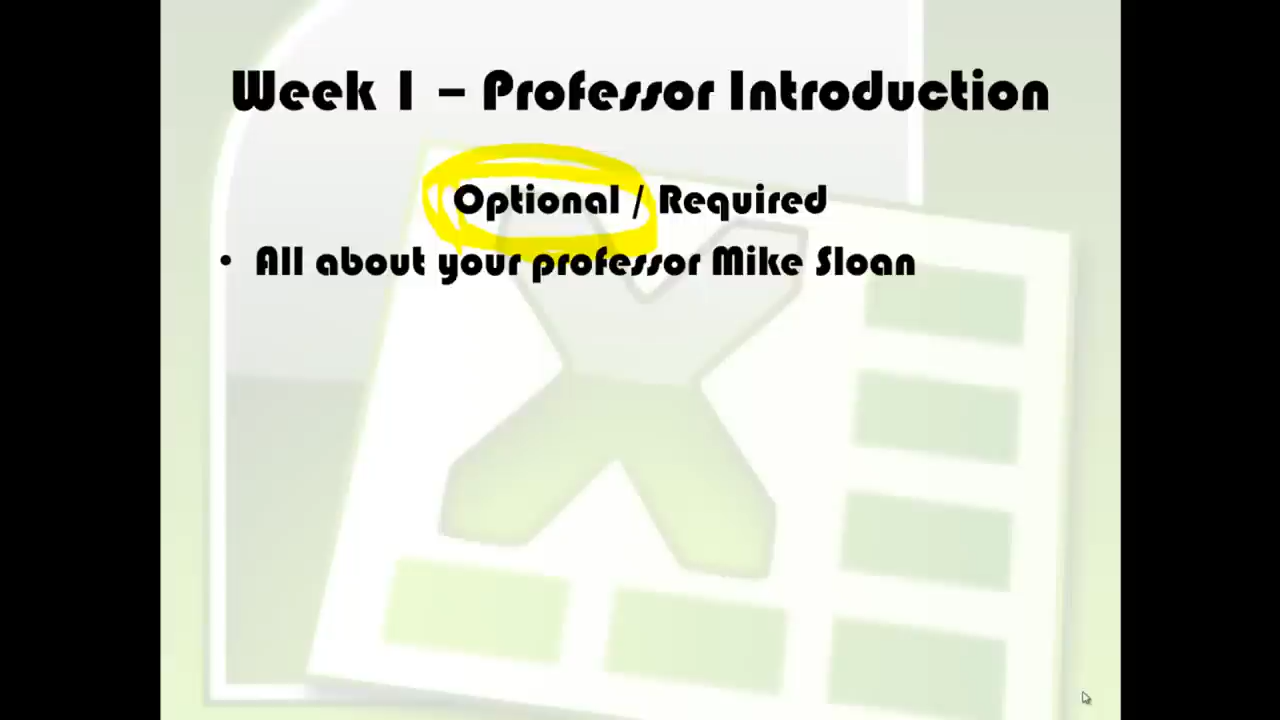 Week 1 – Professor Introduction
Optional / Required
• All about your professor Mike Sloan